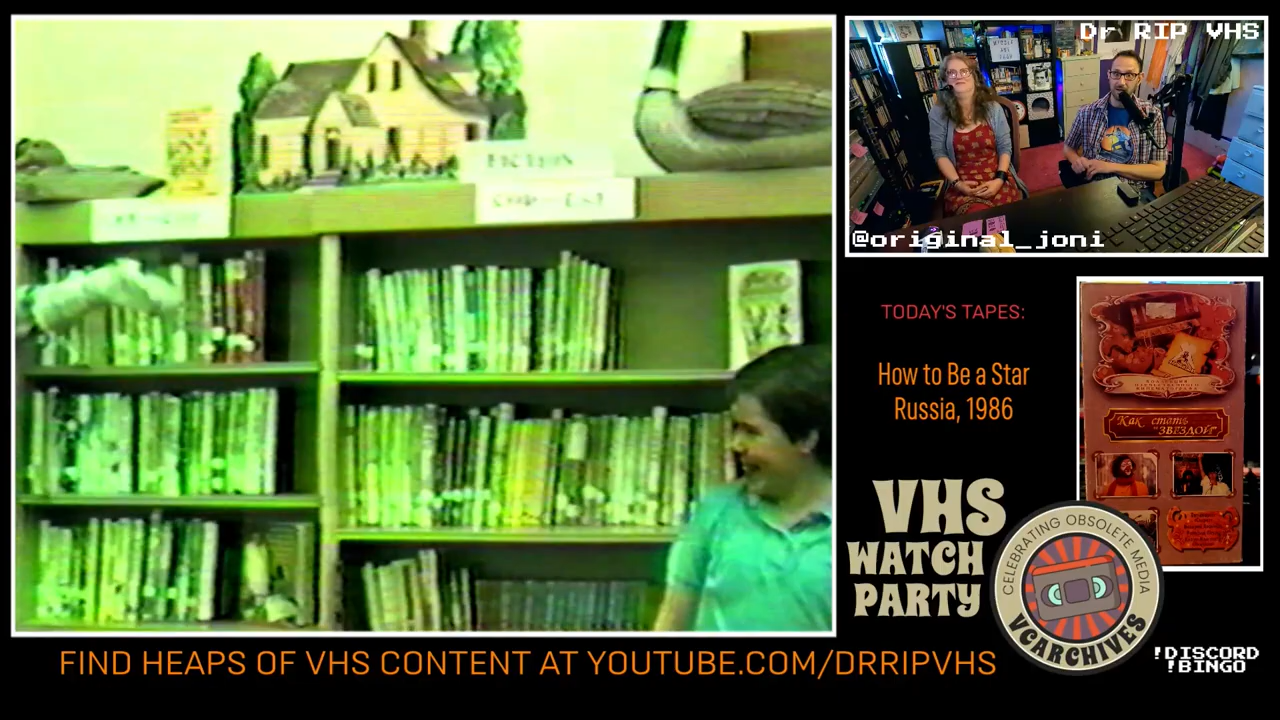 FICTION
Dr RIP VHS
@original_joni
TODAY'S TAPES:
How to Be a Star
Russia, 1986
Как стать
"ЗВЕЗДОЙ"
VHS
WATCH
PARTY
CELEBRATING OBSOLETE MEDIA
VCARCHIVES
!DISCORD
!BINGO
FIND HEAPS OF VHS CONTENT AT YOUTUBE.COM/DRRIPVHS